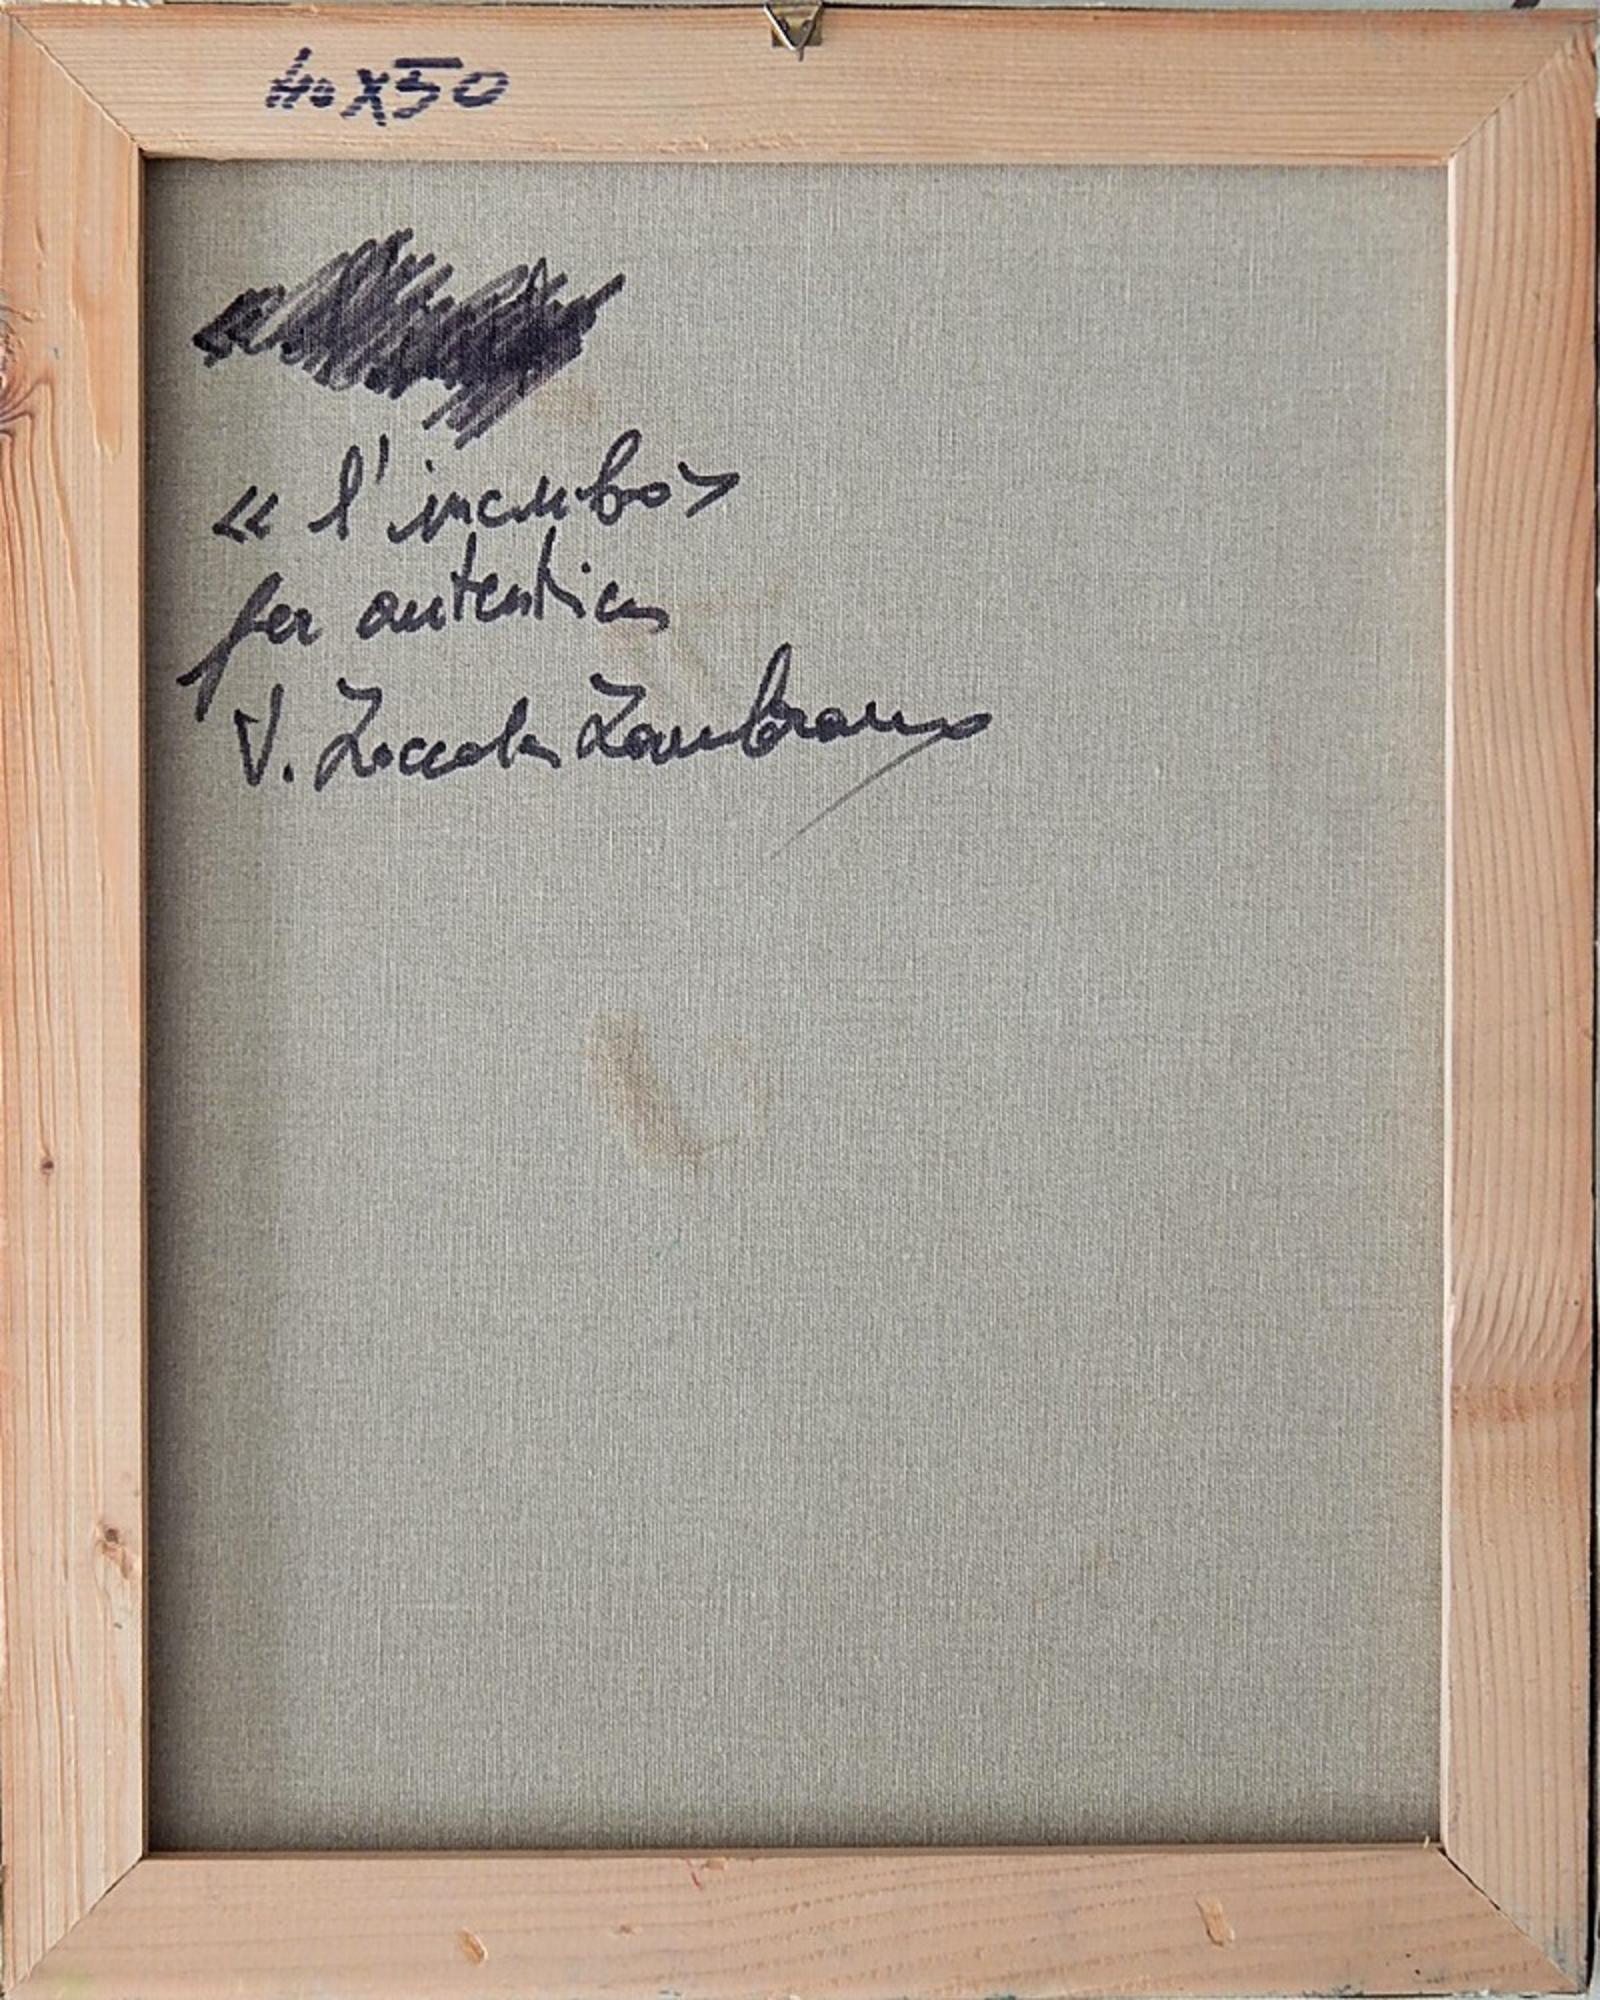 40x50
« l'incubo >
per autentica
V. Zoccola Zambrano